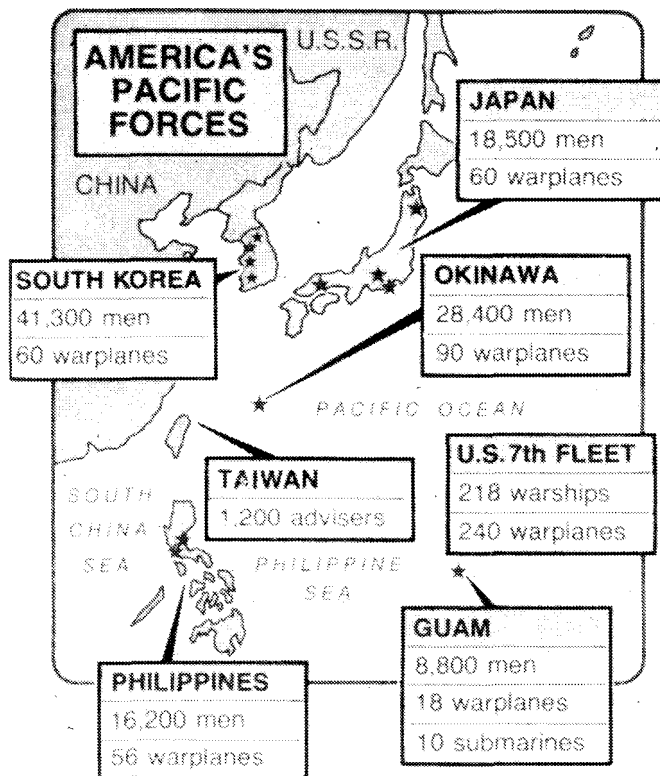 AMERICA'S
PACIFIC
FORCES
U.S.S.R.
CHINA
JAPAN
18,500 men
60 warplanes
SOUTH KOREA
41,300 men
60 warplanes
OKINAWA
28,400 men
90 warplanes
PACIFIC OCEAN
TAIWAN
1,200 advisers
U.S. 7th FLEET
218 warships
240 warplanes
SOUTH
CHINA
SEA
PHILIPPINE
SEA
GUAM
8,800 men
18 warplanes
10 submarines
PHILIPPINES
16,200 men
56 warplanes